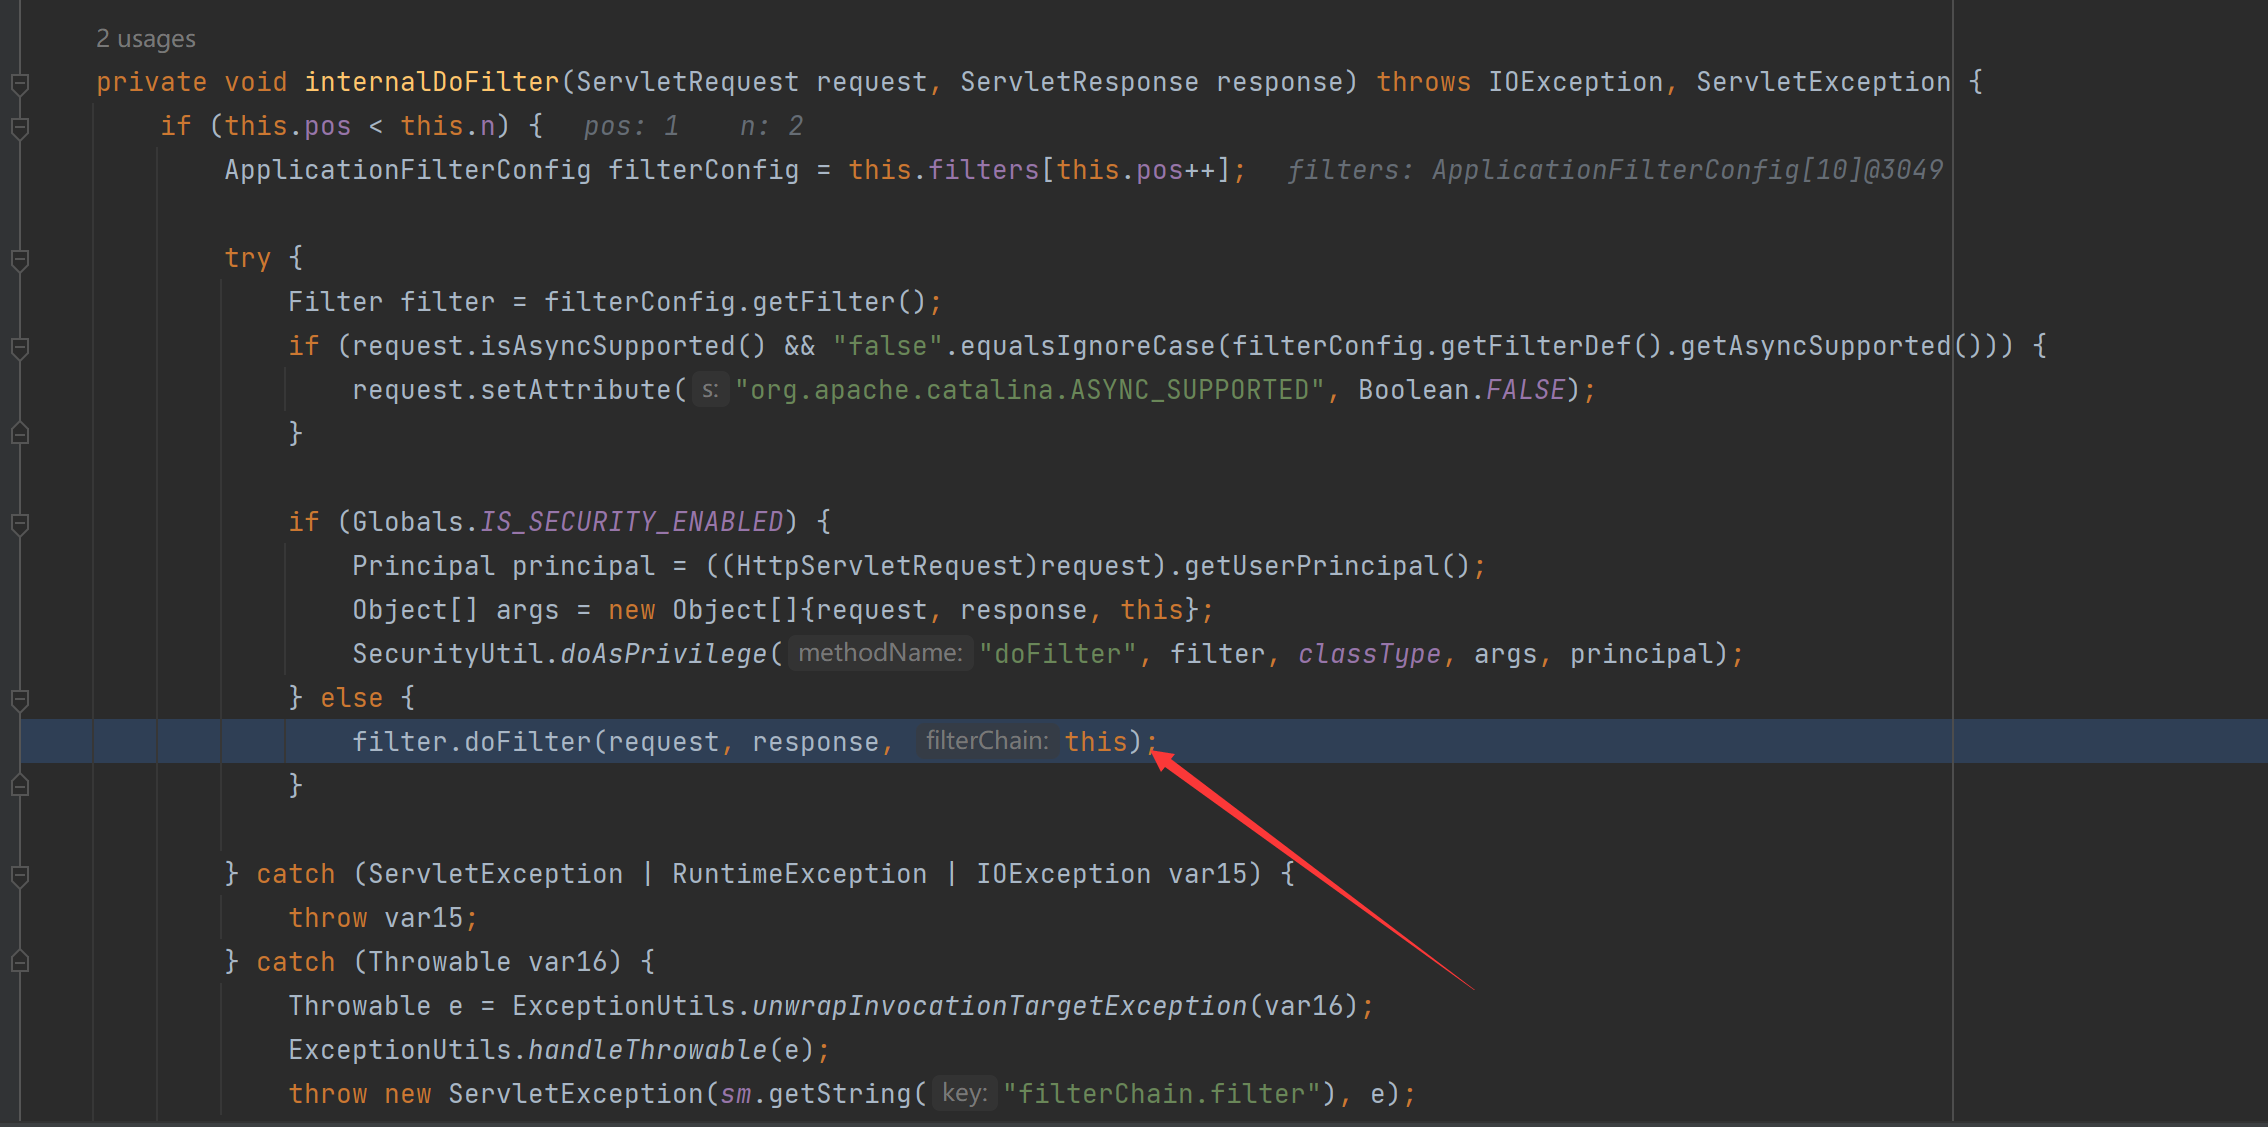 2 usages
private void internalDoFilter(ServletRequest request, ServletResponse response) throws IOException, ServletException {
if (this.pos < this.n) { pos: 1 n: 2
ApplicationFilterConfig filterConfig = this.filters[this.pos++]; filters: ApplicationFilterConfig[10]@3049
try {
Filter filter = filterConfig.getFilter();
if (request.isAsyncSupported() && "false".equalsIgnoreCase(filterConfig.getFilterDef().getAsyncSupported())) {
request.setAttribute( s: "org.apache.catalina.ASYNC_SUPPORTED", Boolean.FALSE);
}
if (Globals.IS_SECURITY_ENABLED) {
Principal principal = ((HttpServletRequest)request).getUserPrincipal();
Object[] args = new Object[]{request, response, this};
SecurityUtil.doAsPrivilege( methodName: "doFilter", filter, classType, args, principal);
} else {
filter.doFilter(request, response, filterChain: this);
}
} catch (ServletException | RuntimeException | IOException var15) {
throw var15;
} catch (Throwable var16) {
Throwable e = ExceptionUtils.unwrapInvocationTargetException(var16);
ExceptionUtils.handleThrowable(e);
throw new ServletException(sm.getString( key: "filterChain.filter"), e);